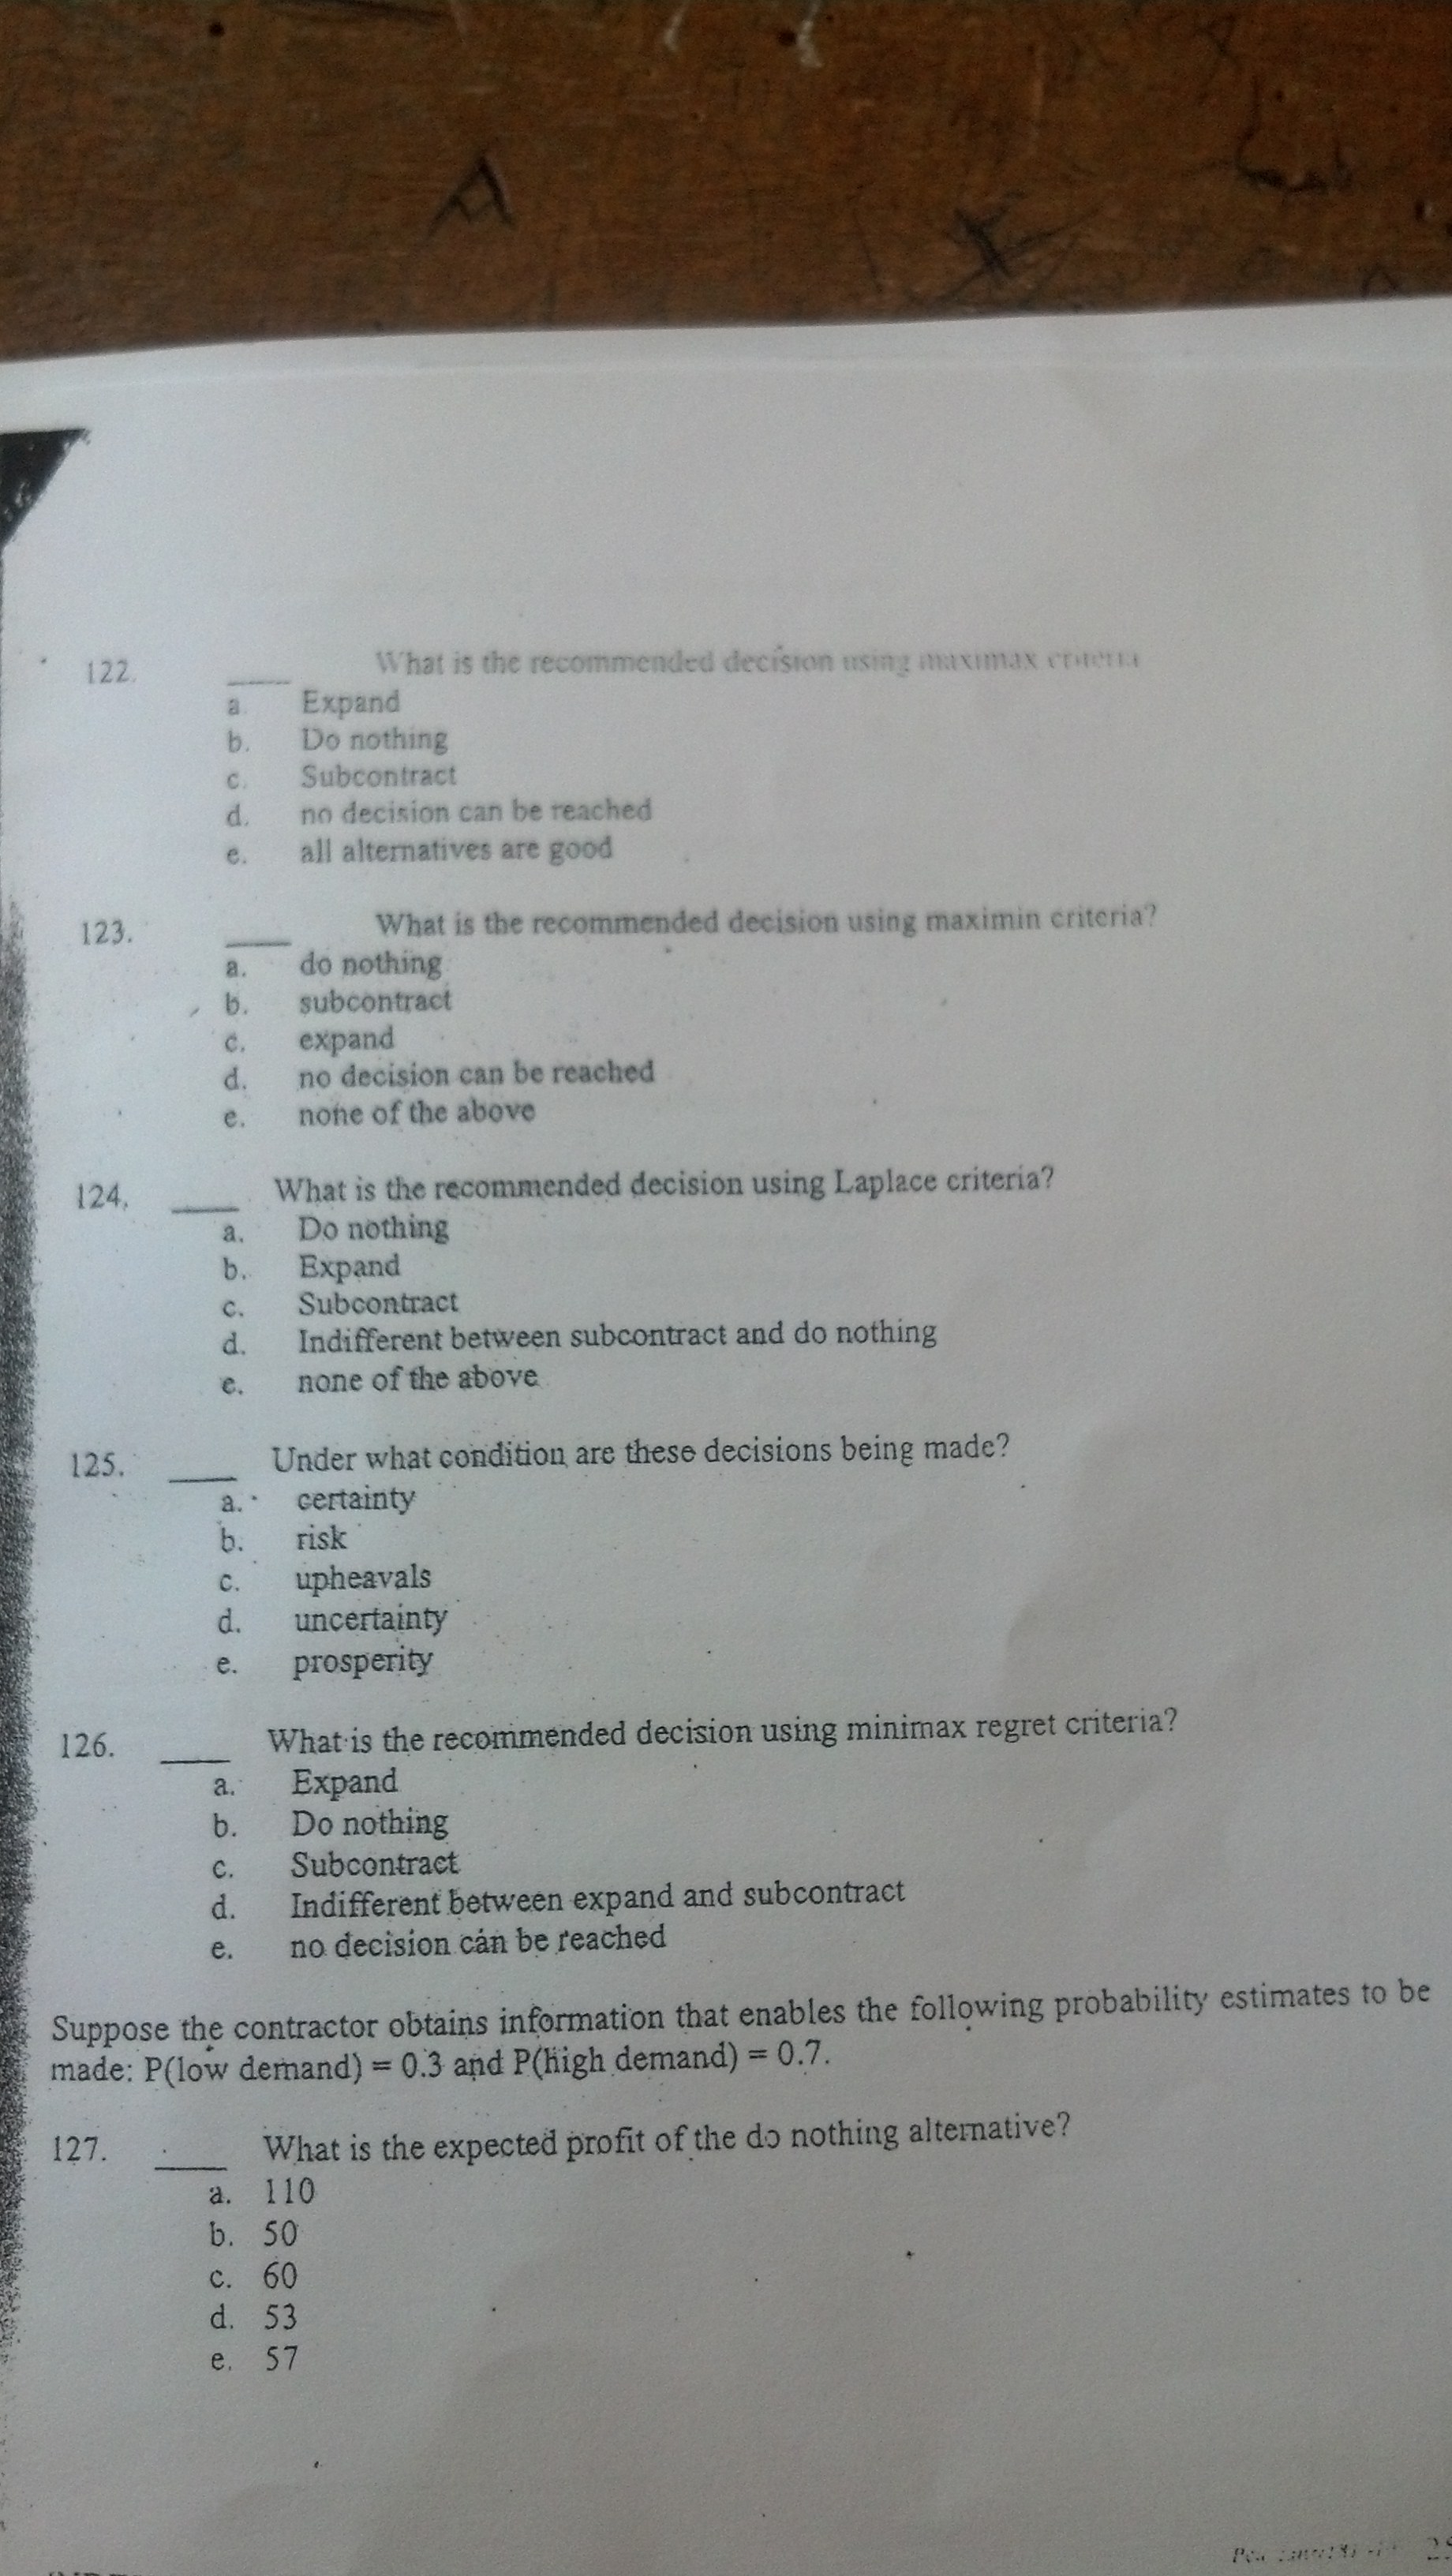 122. ____ What is the recommended decision using maximax criteria
a. Expand
b. Do nothing
c. Subcontract
d. no decision can be reached
e. all alternatives are good
123. ____ What is the recommended decision using maximin criteria?
a. do nothing
b. subcontract
c. expand
d. no decision can be reached
e. none of the above
124. ____ What is the recommended decision using Laplace criteria?
a. Do nothing
b. Expand
c. Subcontract
d. Indifferent between subcontract and do nothing
e. none of the above
125. ____ Under what condition are these decisions being made?
a. certainty
b. risk
c. upheavals
d. uncertainty
e. prosperity
126. ____ What is the recommended decision using minimax regret criteria?
a. Expand
b. Do nothing
c. Subcontract
d. Indifferent between expand and subcontract
e. no decision can be reached
Suppose the contractor obtains information that enables the following probability estimates to be
made: P(low demand) = 0.3 and P(high demand) = 0.7.
127. ____ What is the expected profit of the do nothing alternative?
a. 110
b. 50
c. 60
d. 53
e. 57